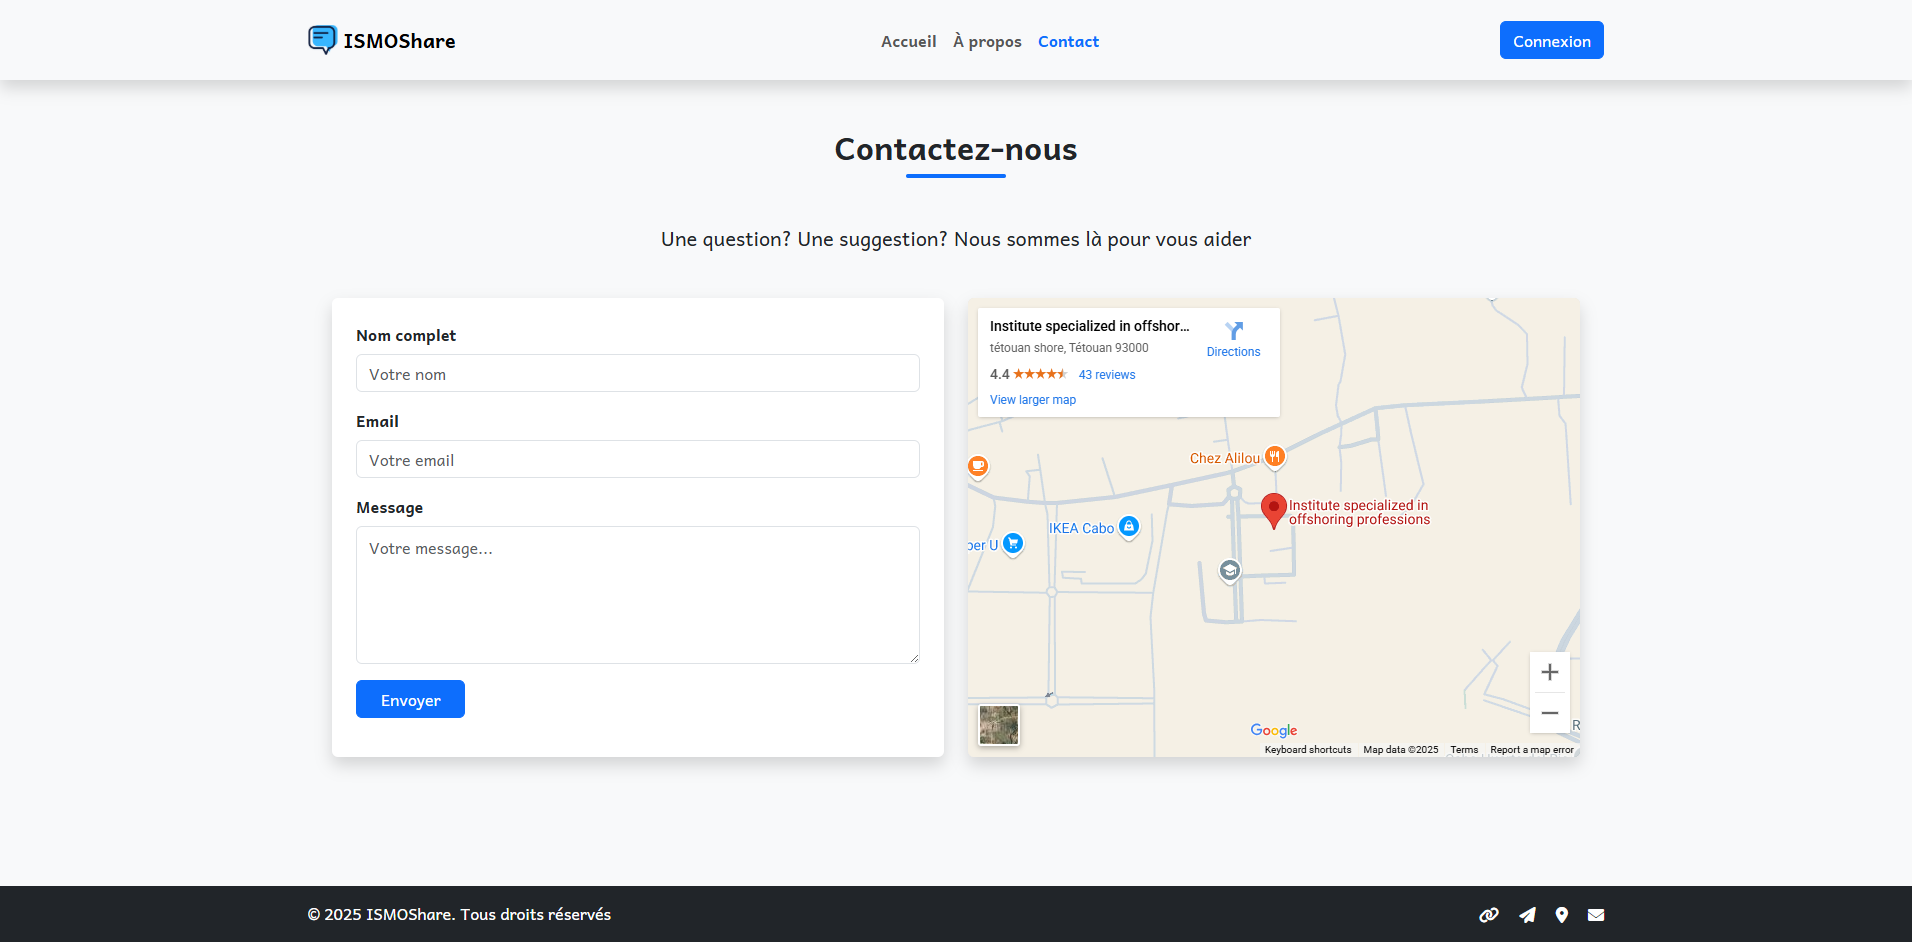 ISMOShare
Accueil À propos Contact
Connexion
Contactez-nous
Une question? Une suggestion? Nous sommes là pour vous aider
Nom complet
Votre nom
Email
Votre email
Message
Votre message...
Envoyer
Institute specialized in offshor...
tétouan shore, Tétouan 93000
4.4
43 reviews
View larger map
Directions
Chez Alilou
Institute specialized in
offshoring professions
IKEA Cabo
per U
R
Google
Keyboard shortcuts Map data ©2025 Terms Report a map error
© 2025 ISMOShare. Tous droits réservés